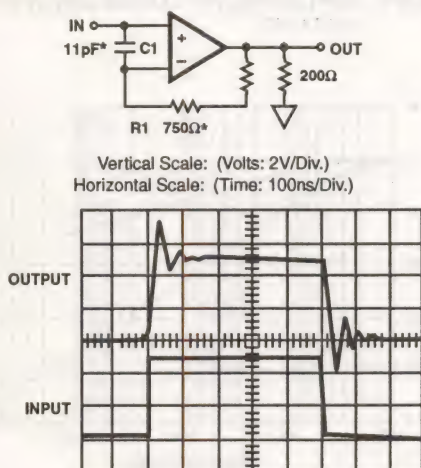 IN
+
11pF* C1
−
OUT
200Ω
R1 750Ω*
Vertical Scale: (Volts: 2V/Div.)
Horizontal Scale: (Time: 100ns/Div.)
OUTPUT
INPUT